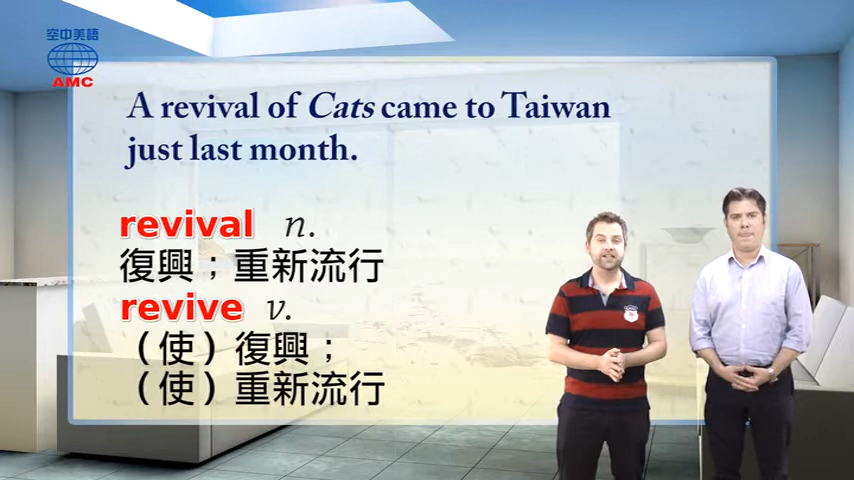 空中美語
AMC
A revival of Cats came to Taiwan
just last month.
revival n.
復興；重新流行
revive v.
（使）復興；
（使）重新流行